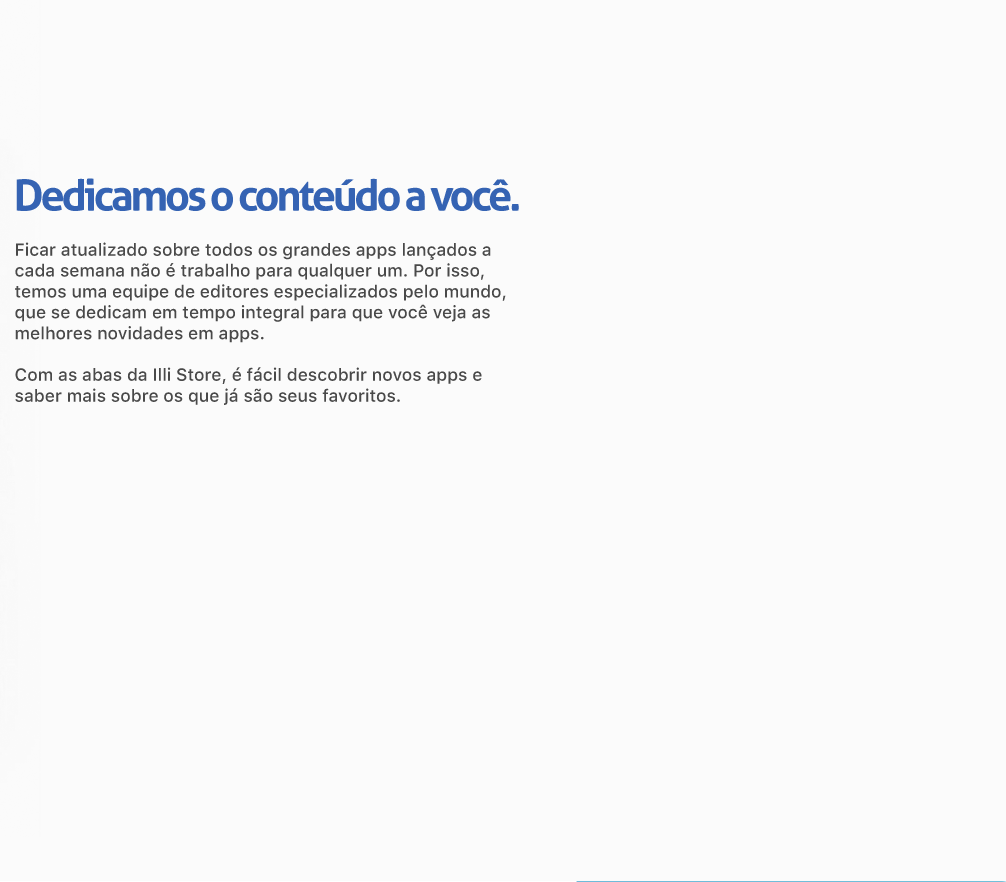 Dedicamos o conteúdo a você.
Ficar atualizado sobre todos os grandes apps lançados a
cada semana não é trabalho para qualquer um. Por isso,
temos uma equipe de editores especializados pelo mundo,
que se dedicam em tempo integral para que você veja as
melhores novidades em apps.
Com as abas da Illi Store, é fácil descobrir novos apps e
saber mais sobre os que já são seus favoritos.